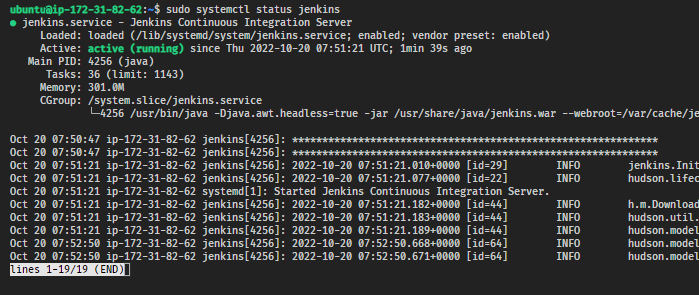 ubuntu@ip-172-31-82-62:~$ sudo systemctl status jenkins
● jenkins.service - Jenkins Continuous Integration Server
Loaded: loaded (/lib/systemd/system/jenkins.service; enabled; vendor preset: enabled)
Active: active (running) since Thu 2022-10-20 07:51:21 UTC; 1min 39s ago
Main PID: 4256 (java)
Tasks: 36 (limit: 1143)
Memory: 301.0M
CGroup: /system.slice/jenkins.service
└─4256 /usr/bin/java -Djava.awt.headless=true -jar /usr/share/java/jenkins.war --webroot=/var/cache/je
Oct 20 07:50:47 ip-172-31-82-62 jenkins[4256]: *************************************************************
Oct 20 07:50:47 ip-172-31-82-62 jenkins[4256]: *************************************************************
Oct 20 07:51:21 ip-172-31-82-62 jenkins[4256]: 2022-10-20 07:51:21.010+0000 [id=29] INFO jenkins.Init
Oct 20 07:51:21 ip-172-31-82-62 jenkins[4256]: 2022-10-20 07:51:21.077+0000 [id=22] INFO hudson.lifec
Oct 20 07:51:21 ip-172-31-82-62 systemd[1]: Started Jenkins Continuous Integration Server.
Oct 20 07:51:21 ip-172-31-82-62 jenkins[4256]: 2022-10-20 07:51:21.182+0000 [id=44] INFO h.m.Download
Oct 20 07:51:21 ip-172-31-82-62 jenkins[4256]: 2022-10-20 07:51:21.183+0000 [id=44] INFO hudson.util.
Oct 20 07:51:21 ip-172-31-82-62 jenkins[4256]: 2022-10-20 07:51:21.189+0000 [id=44] INFO hudson.model
Oct 20 07:52:50 ip-172-31-82-62 jenkins[4256]: 2022-10-20 07:52:50.668+0000 [id=64] INFO hudson.model
Oct 20 07:52:50 ip-172-31-82-62 jenkins[4256]: 2022-10-20 07:52:50.671+0000 [id=64] INFO hudson.model
lines 1-19/19 (END)